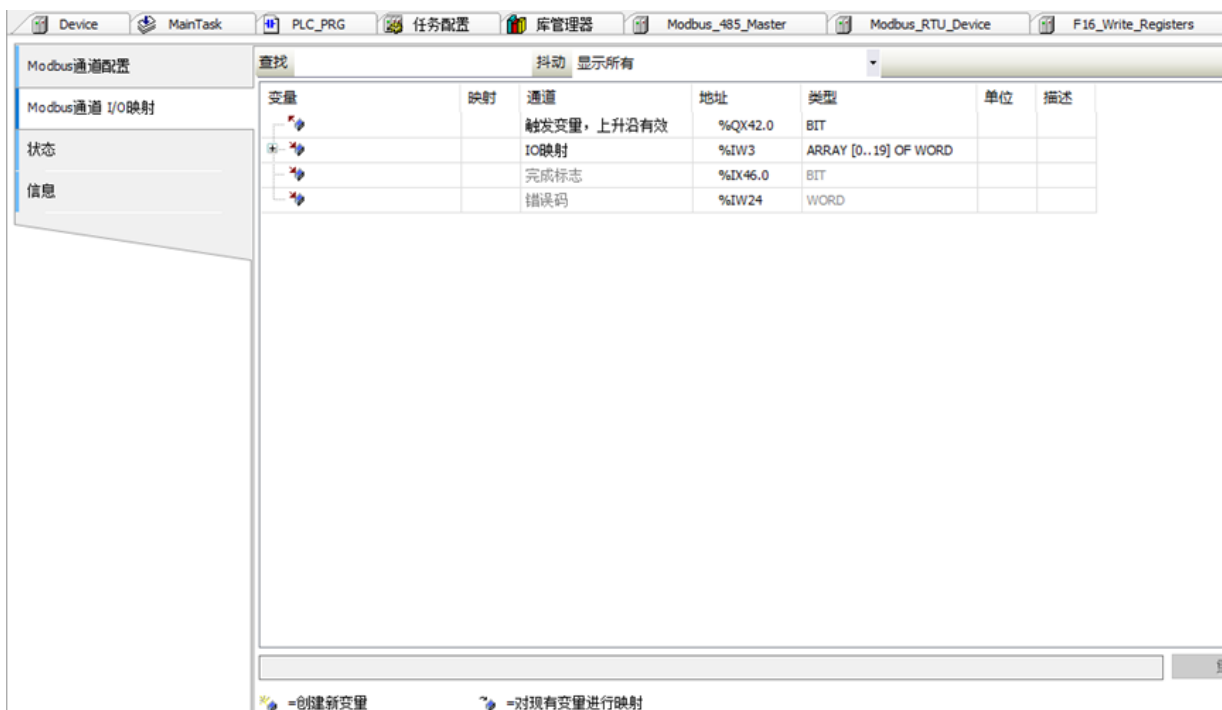 Device MainTask PLC_PRG 任务配置 库管理器 Modbus_485_Master Modbus_RTU_Device F16_Write_Registers
Modbus通道配置
Modbus通道 I/O映射
状态
信息
查找 抖动 显示所有
变量 映射 通道 地址 类型 单位 描述
触发变量，上升沿有效 %QX42.0 BIT
IO映射 %IW3 ARRAY [0..19] OF WORD
完成标志 %IX46.0 BIT
错误码 %IW24 WORD
=创建新变量 =对现有变量进行映射